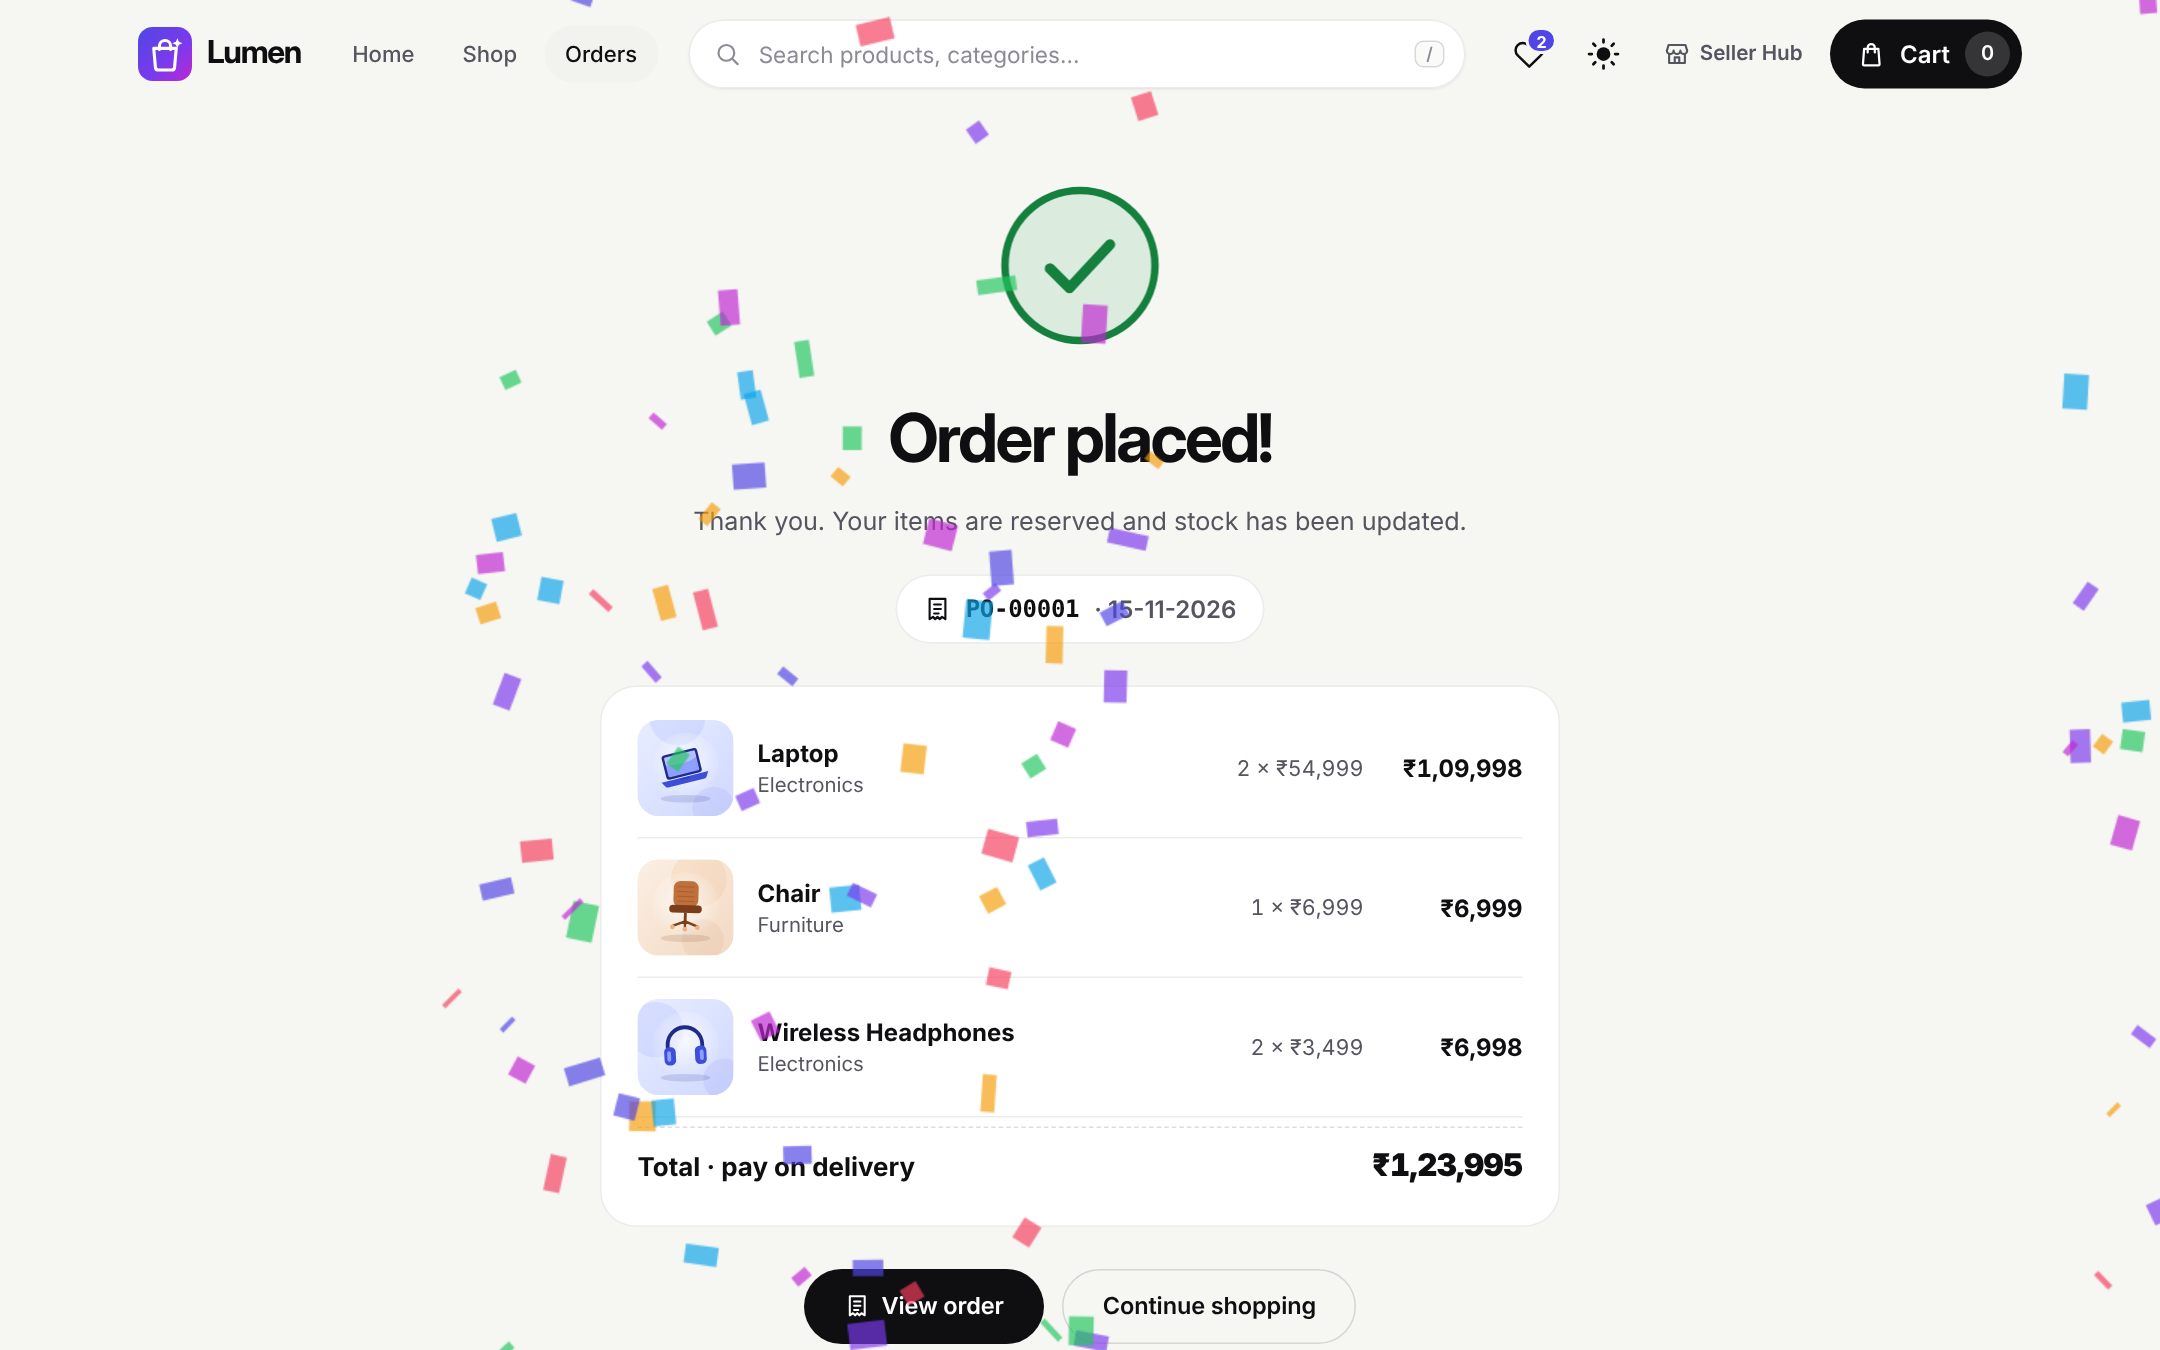 Lumen Home Shop Orders Search products, categories... / 2 Seller Hub Cart 0
Order placed!
Thank you. Your items are reserved and stock has been updated.
PO-00001 · 15-11-2026
Laptop
Electronics
2 × ₹54,999 ₹1,09,998
Chair
Furniture
1 × ₹6,999 ₹6,999
Wireless Headphones
Electronics
2 × ₹3,499 ₹6,998
Total · pay on delivery ₹1,23,995
View order Continue shopping